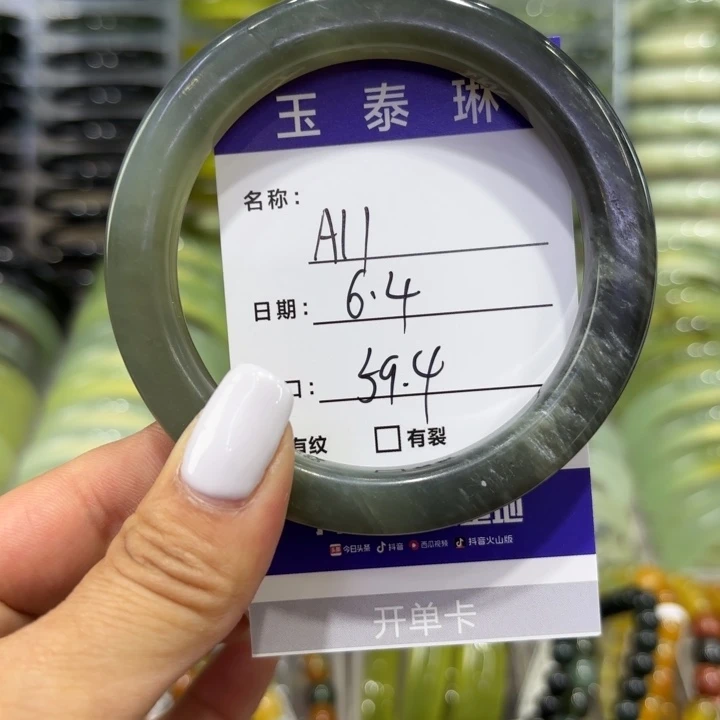 玉泰琳
名称: A11
日期: 6.4
口: 59.4
有纹 □有裂
今日头条 抖音 西瓜视频 抖音火山版
开单卡